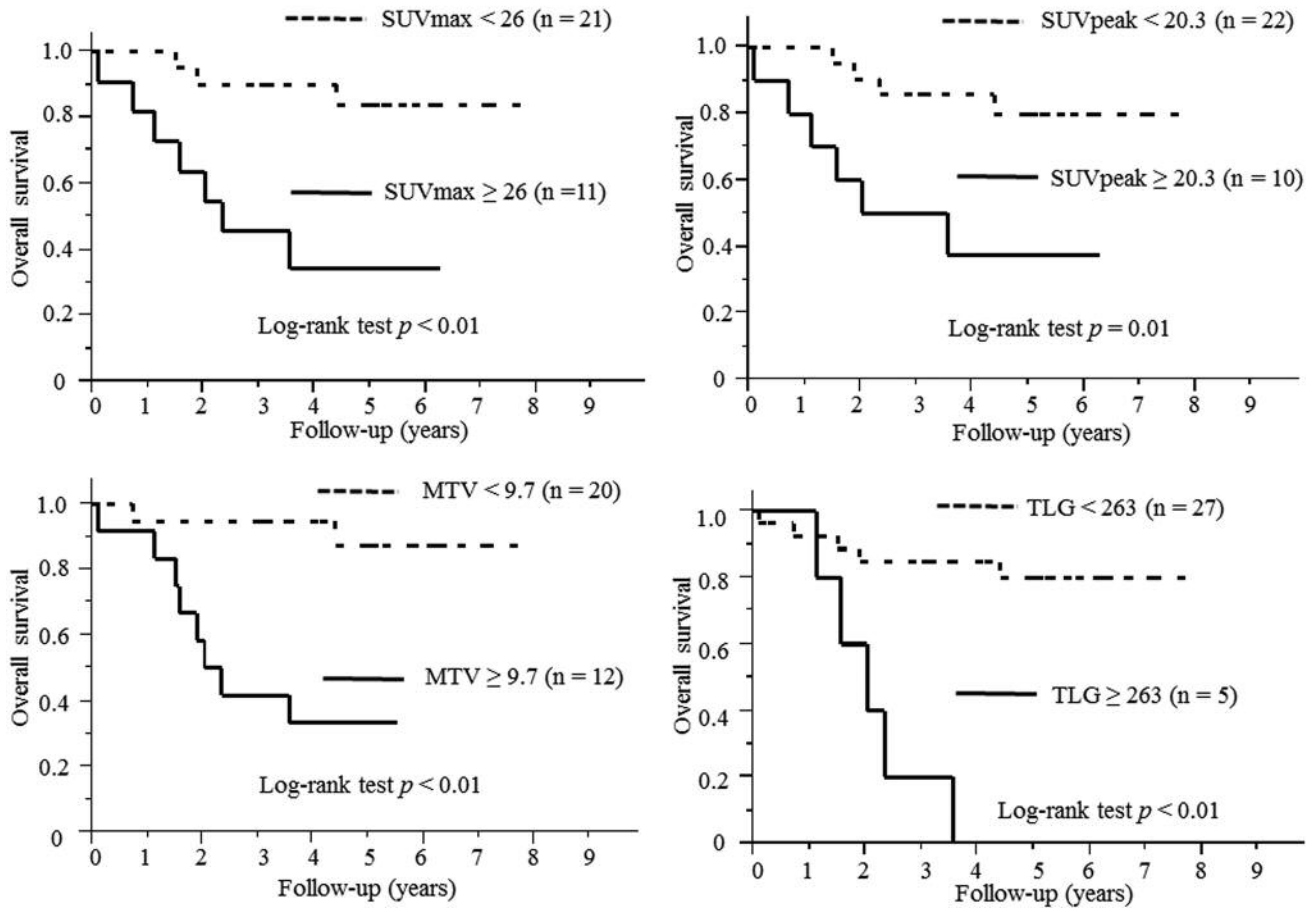 SUVmax < 26 (n = 21)
1.0
0.8
0.6
0.4
0.2
0
Overall survival
SUVmax ≥ 26 (n =11)
Log-rank test p < 0.01
0 1 2 3 4 5 6 7 8 9
Follow-up (years)
SUVpeak < 20.3 (n = 22)
1.0
0.8
0.6
0.4
0.2
0
Overall survival
SUVpeak ≥ 20.3 (n = 10)
Log-rank test p = 0.01
0 1 2 3 4 5 6 7 8 9
Follow-up (years)
MTV < 9.7 (n = 20)
1.0
0.8
0.6
0.4
0.2
0
Overall survival
MTV ≥ 9.7 (n = 12)
Log-rank test p < 0.01
0 1 2 3 4 5 6 7 8 9
Follow-up (years)
TLG < 263 (n = 27)
1.0
0.8
0.6
0.4
0.2
0
Overall survival
TLG ≥ 263 (n = 5)
Log-rank test p < 0.01
0 1 2 3 4 5 6 7 8 9
Follow-up (years)